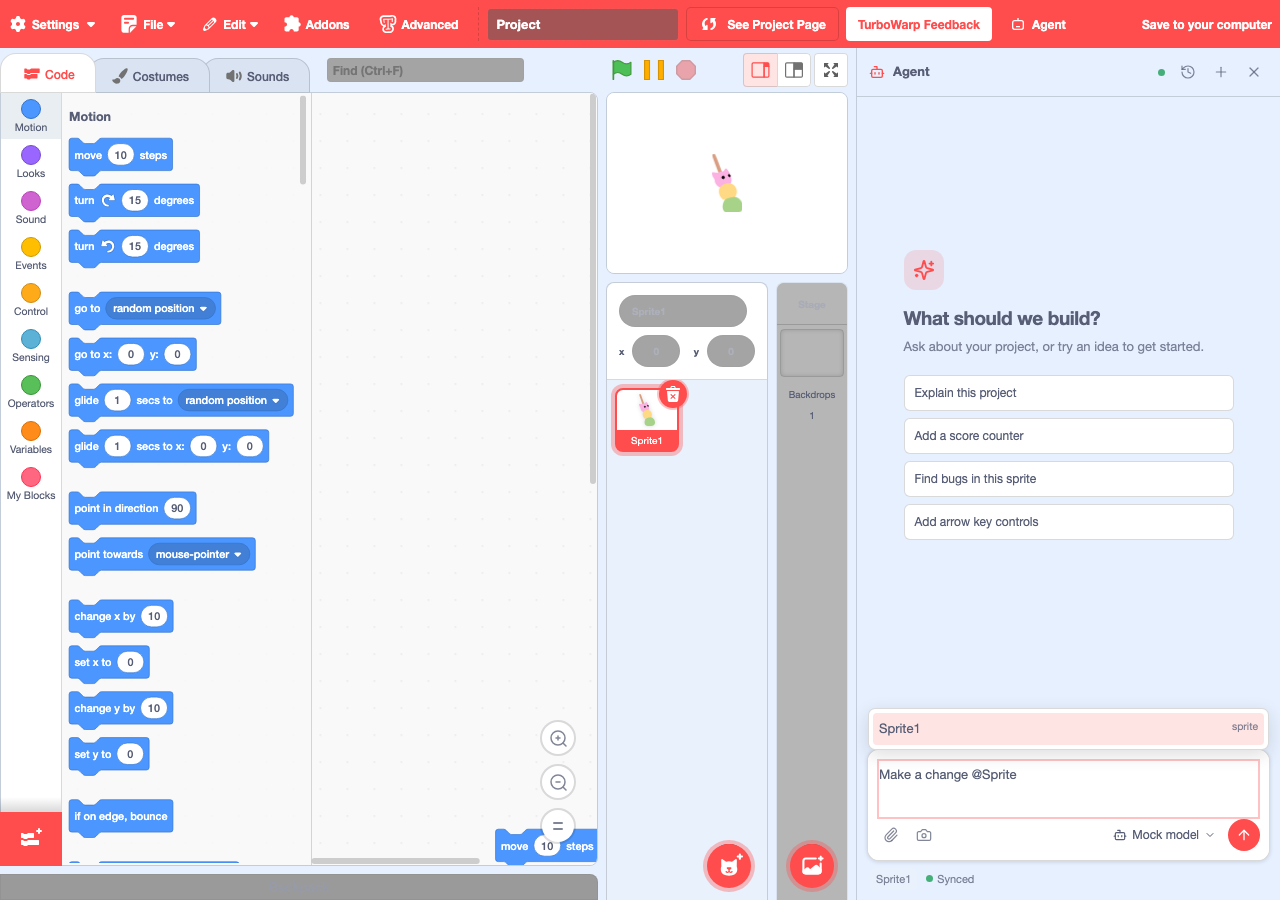 Settings
File
Edit
Addons
Advanced
Project
See Project Page
TurboWarp Feedback
Agent
Save to your computer
Code
Costumes
Sounds
Find (Ctrl+F)
Agent
Motion
Looks
Sound
Events
Control
Sensing
Operators
Variables
My Blocks
Motion
move 10 steps
turn 15 degrees
turn 15 degrees
go to random position
go to x: 0 y: 0
glide 1 secs to random position
glide 1 secs to x: 0 y: 0
point in direction 90
point towards mouse-pointer
change x by 10
set x to 0
change y by 10
set y to 0
if on edge, bounce
move 10 steps
Sprite1
x 0 y 0
Sprite1
Stage
Backdrops
1
What should we build?
Ask about your project, or try an idea to get started.
Explain this project
Add a score counter
Find bugs in this sprite
Add arrow key controls
Sprite1 sprite
Make a change @Sprite
Mock model
Sprite1 Synced